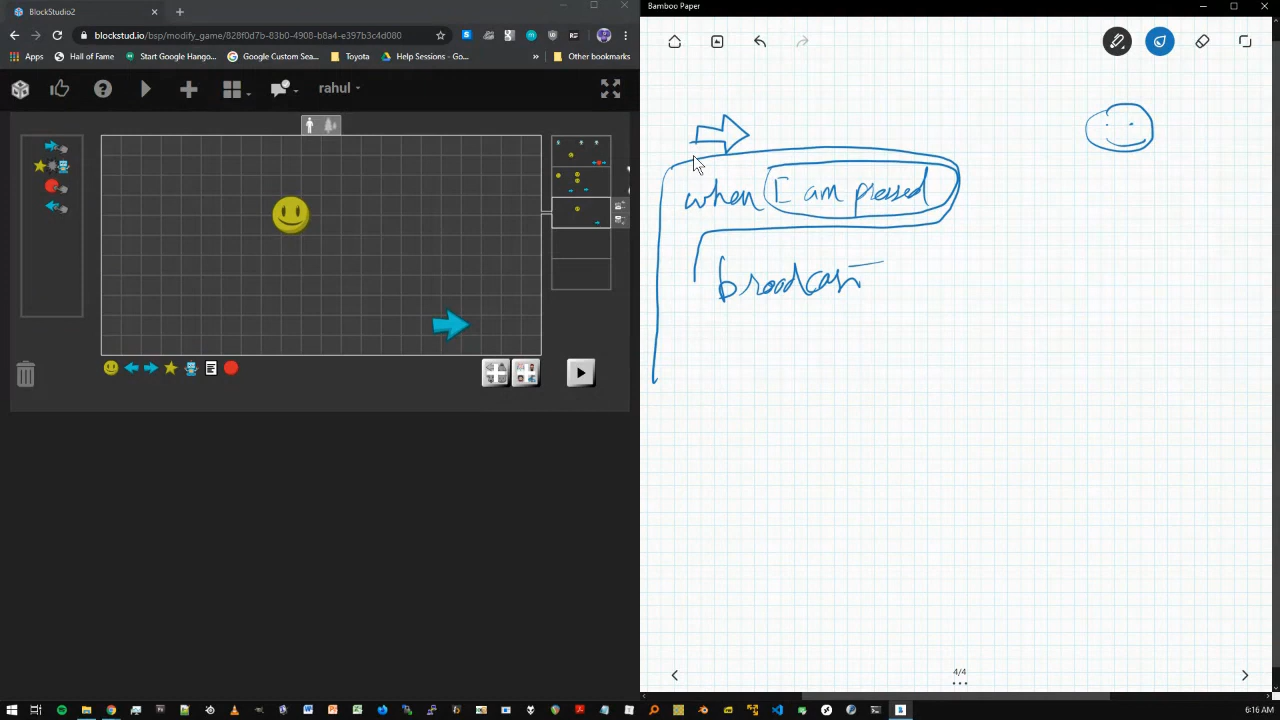 BlockStudio2
Bamboo Paper
blockstud.io/bsp/modify_game/828f0d7b-83b0-4908-b8a4-e397b3c4d080
Apps
Hall of Fame
Start Google Hango...
Google Custom Sea...
Toyota
Help Sessions - Go...
»
Other bookmarks
rahul
when I am pressed
broadcast
4/4
6:16 AM